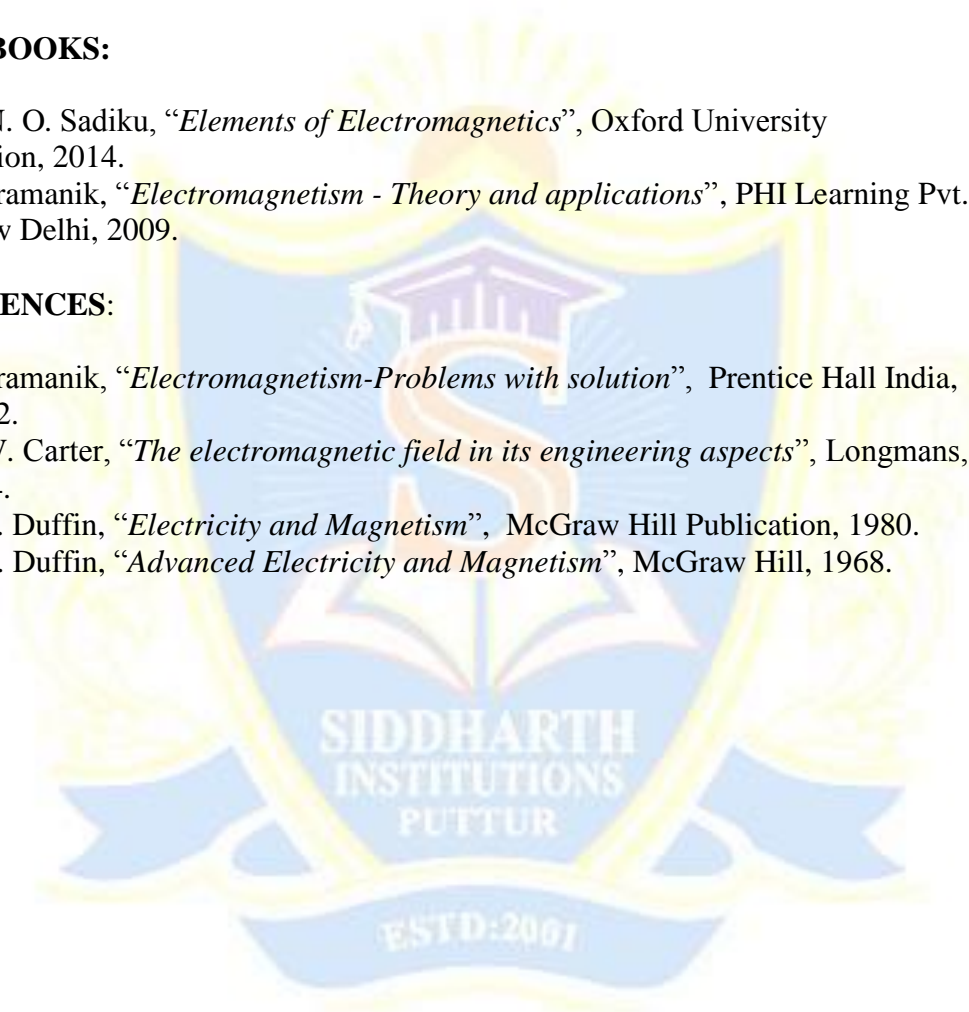 BOOKS:
N. O. Sadiku, “Elements of Electromagnetics”, Oxford University
ion, 2014.
ramanik, “Electromagnetism - Theory and applications”, PHI Learning Pvt.
w Delhi, 2009.
ENCES:
ramanik, “Electromagnetism-Problems with solution”, Prentice Hall India,
2.
W. Carter, “The electromagnetic field in its engineering aspects”, Longmans,
. Duffin, “Electricity and Magnetism”, McGraw Hill Publication, 1980.
. Duffin, “Advanced Electricity and Magnetism”, McGraw Hill, 1968.
S
SIDDHARTH
INSTITUTIONS
PUTTUR
ESTD:2001